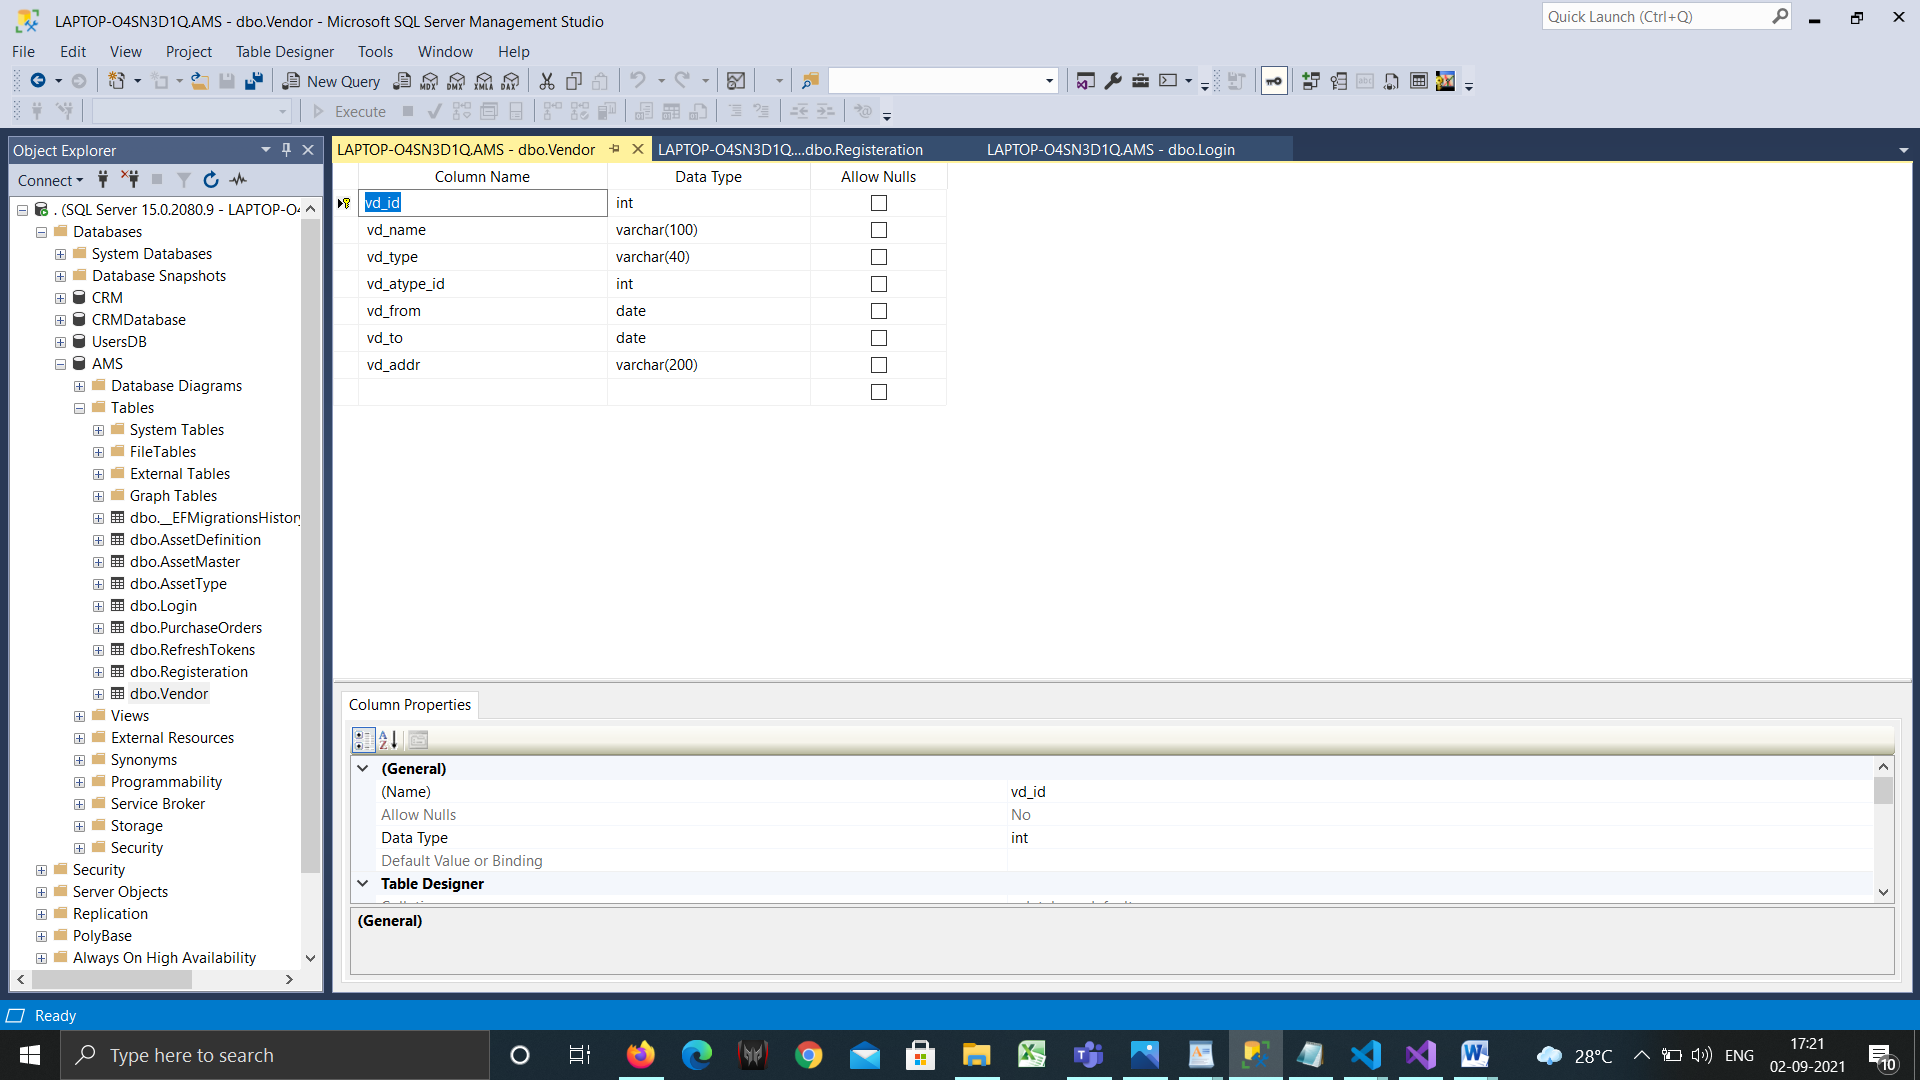 LAPTOP-O4SN3D1Q.AMS - dbo.Vendor - Microsoft SQL Server Management Studio
Quick Launch (Ctrl+Q)
File Edit View Project Table Designer Tools Window Help
New Query MDX DMX XMLA DAX
Execute
Object Explorer
Connect
. (SQL Server 15.0.2080.9 - LAPTOP-O4
Databases
System Databases
Database Snapshots
CRM
CRMDatabase
UsersDB
AMS
Database Diagrams
Tables
System Tables
FileTables
External Tables
Graph Tables
dbo.__EFMigrationsHistory
dbo.AssetDefinition
dbo.AssetMaster
dbo.AssetType
dbo.Login
dbo.PurchaseOrders
dbo.RefreshTokens
dbo.Registeration
dbo.Vendor
Views
External Resources
Synonyms
Programmability
Service Broker
Storage
Security
Security
Server Objects
Replication
PolyBase
Always On High Availability
LAPTOP-O4SN3D1Q.AMS - dbo.Vendor LAPTOP-O4SN3D1Q....dbo.Registeration LAPTOP-O4SN3D1Q.AMS - dbo.Login
Column Name Data Type Allow Nulls
vd_id int
vd_name varchar(100)
vd_type varchar(40)
vd_atype_id int
vd_from date
vd_to date
vd_addr varchar(200)
Column Properties
(General)
(Name) vd_id
Allow Nulls No
Data Type int
Default Value or Binding
Table Designer
(General)
Ready
Type here to search
28°C ENG 17:21
02-09-2021 10